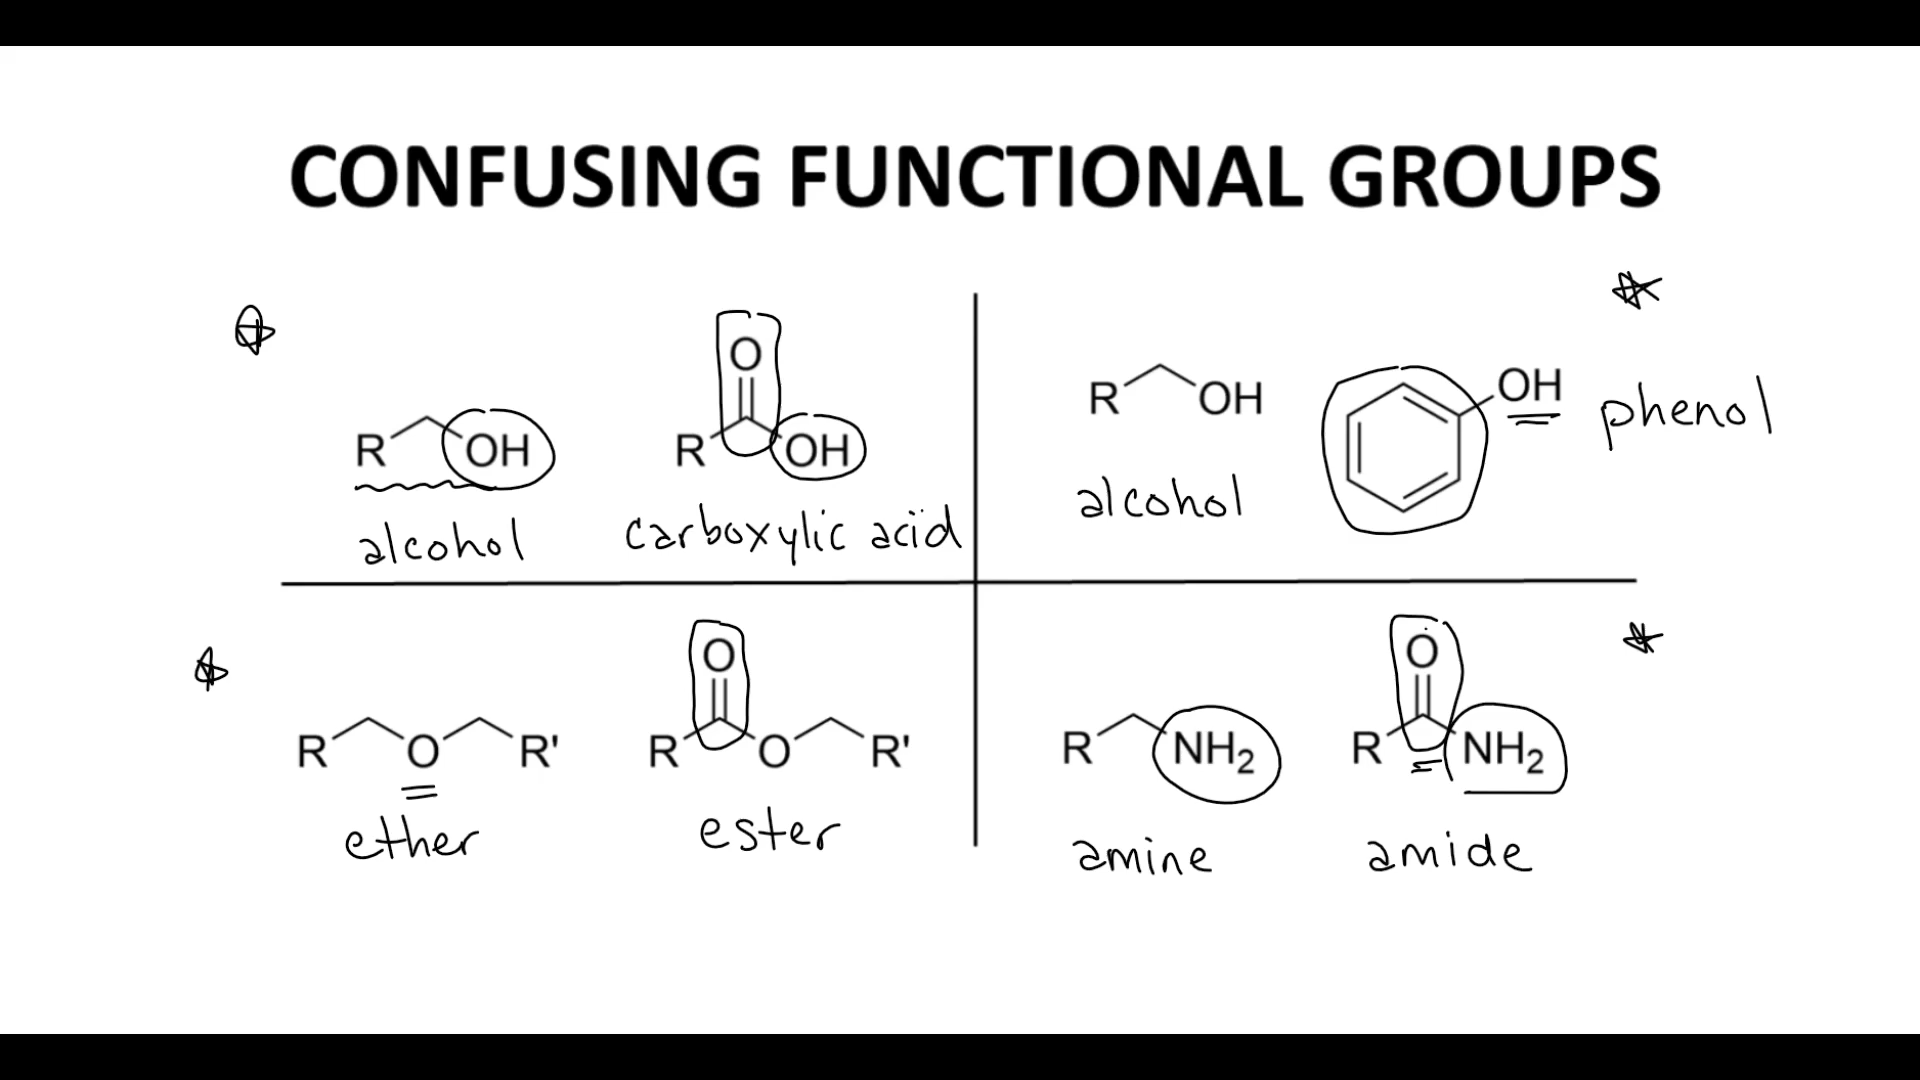 CONFUSING FUNCTIONAL GROUPS
R OH
alcohol
O
R OH
carboxylic acid
R OH
alcohol
OH
phenol
R O R'
ether
O
R O R'
ester
R NH2
amine
O
R NH2
amide